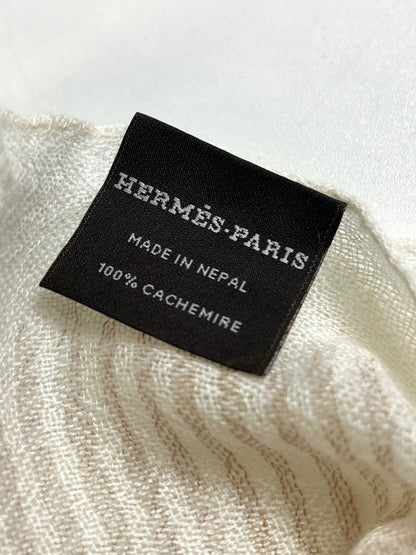 HERMÈS-PARIS
MADE IN NEPAL
100% CACHEMIRE